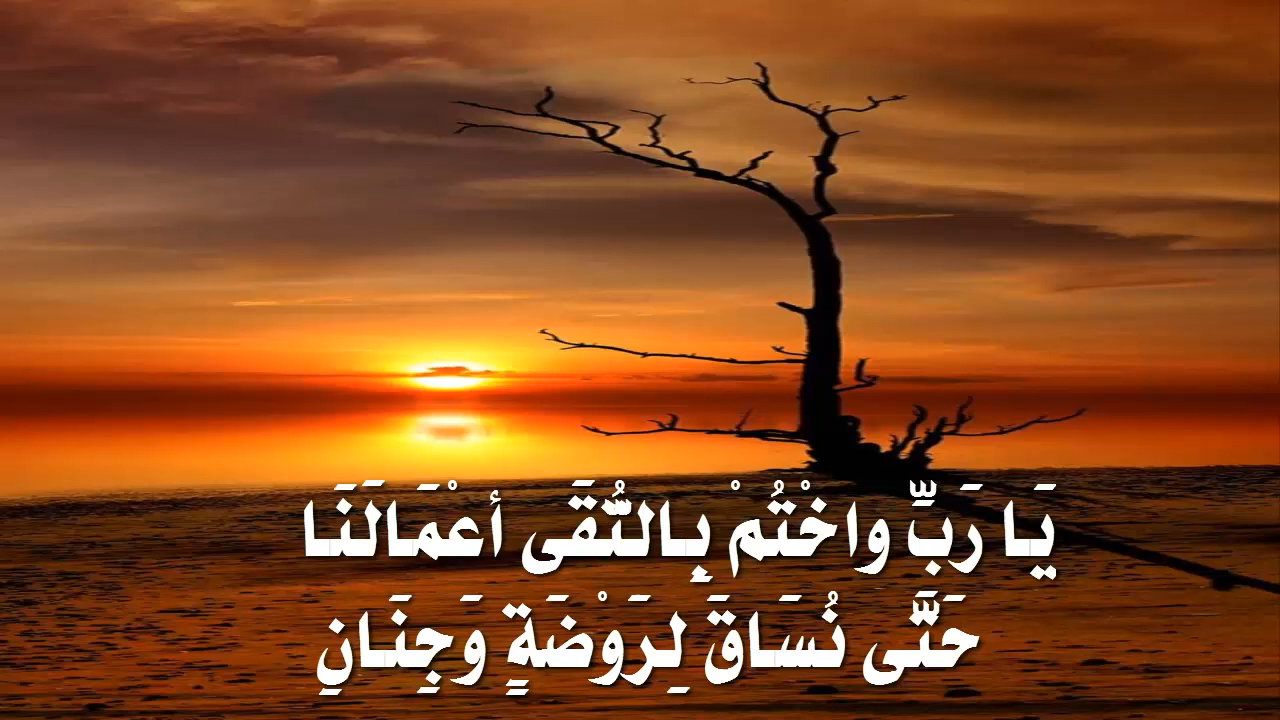 يَا رَبِّ واخْتُمْ بِالتُّقَى أعْمَالَنَا
حَتَّى نُسَاقَ لِرَوْضَةٍ وَجِنَانِ